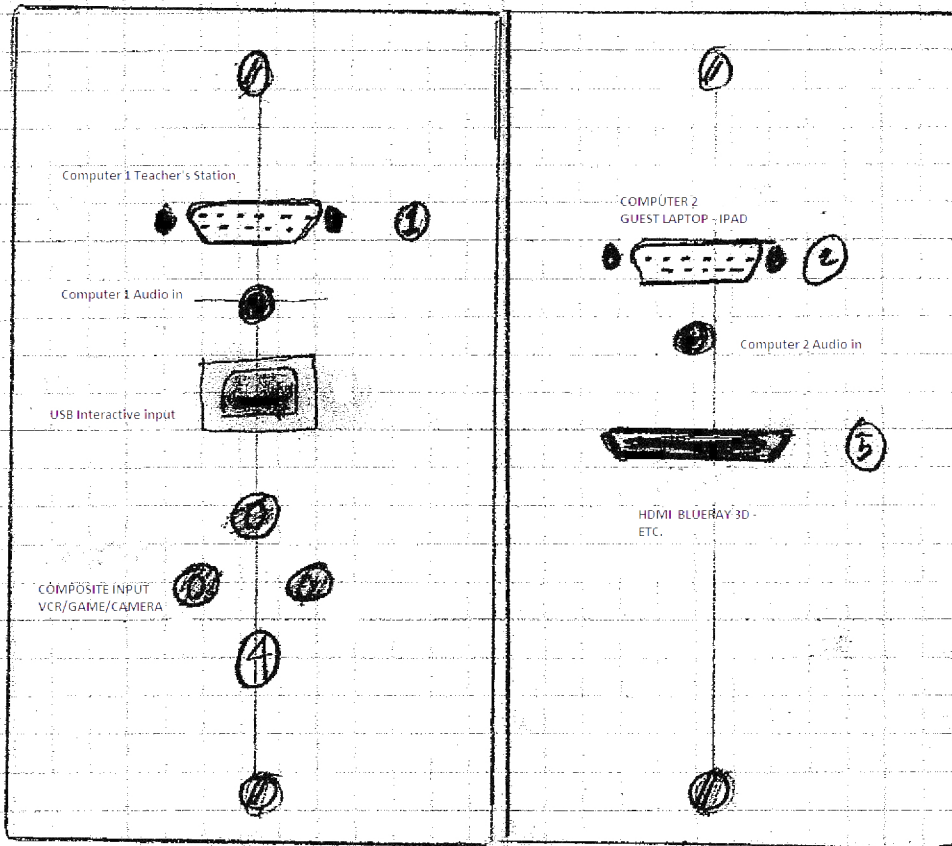 Computer 1 Teacher's Station
1
Computer 1 Audio in
USB Interactive input
COMPOSITE INPUT
VCR/GAME/CAMERA
4
COMPUTER 2
GUEST LAPTOP - IPAD
2
Computer 2 Audio in
5
HDMI BLUERAY 3D -
ETC.